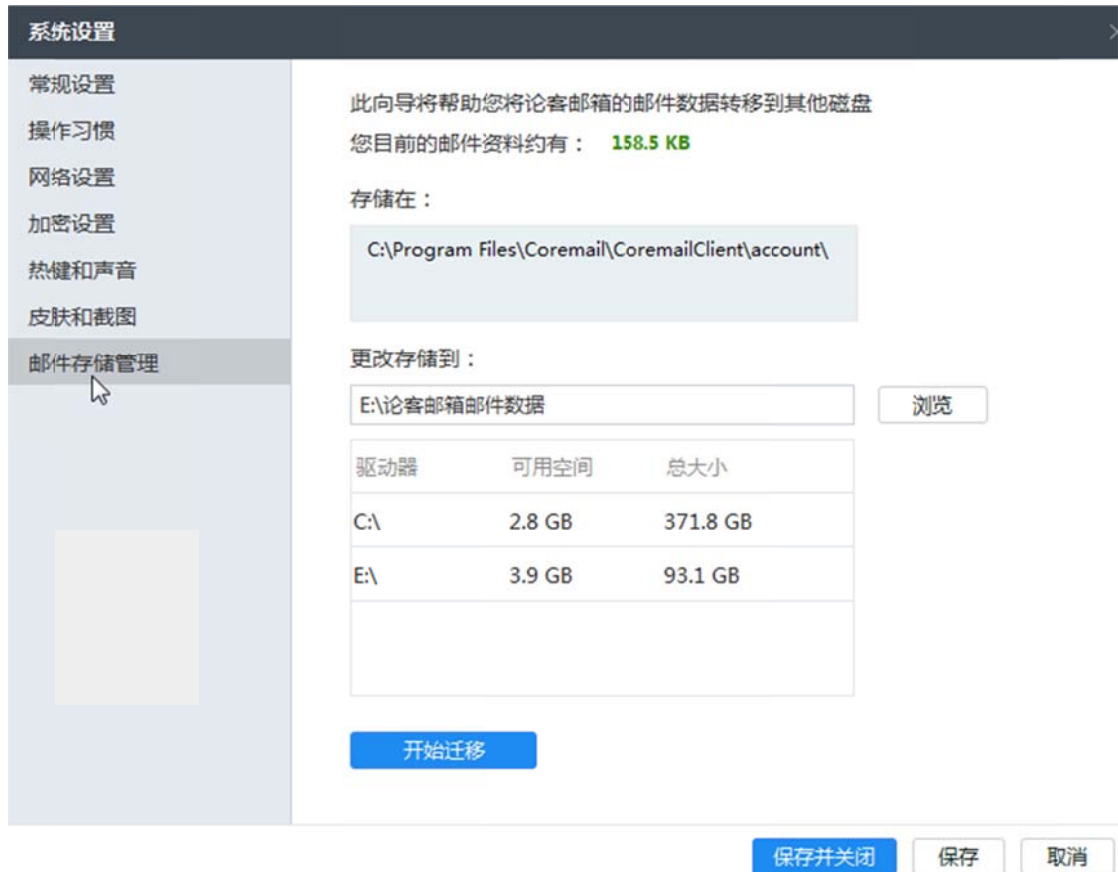 系统设置
常规设置
操作习惯
网络设置
加密设置
热键和声音
皮肤和截图
邮件存储管理
此向导将帮助您将论客邮箱的邮件数据转移到其他磁盘
您目前的邮件资料约有： 158.5 KB
存储在：
C:\Program Files\Coremail\CoremailClient\account\
更改存储到：
E:\论客邮箱邮件数据 浏览
驱动器 可用空间 总大小
C:\ 2.8 GB 371.8 GB
E:\ 3.9 GB 93.1 GB
开始迁移
保存并关闭 保存 取消